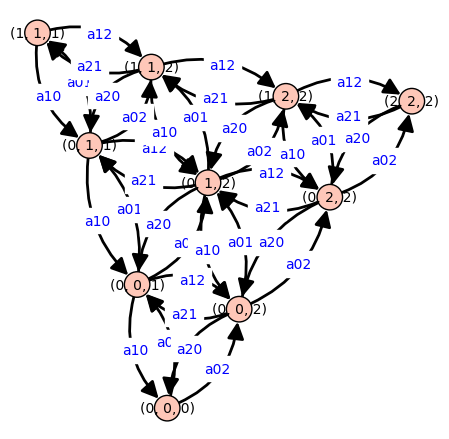 (1, 1, 1)
a12
a12
a21
(1, 1, 2)
a01
a12
a10
a20
(1, 2, 2)
a21
(2, 2, 2)
a02
a01
a21
a20
a10
a01
a20
(0, 1, 1)
a12
a02
a10
a02
a12
a21
(0, 1, 2)
(0, 2, 2)
a21
a01
a10
a20
a01
a20
a10
a02
a12
(0, 0, 1)
(0, 0, 2)
a21
a10
a20
a02
(0, 0, 0)